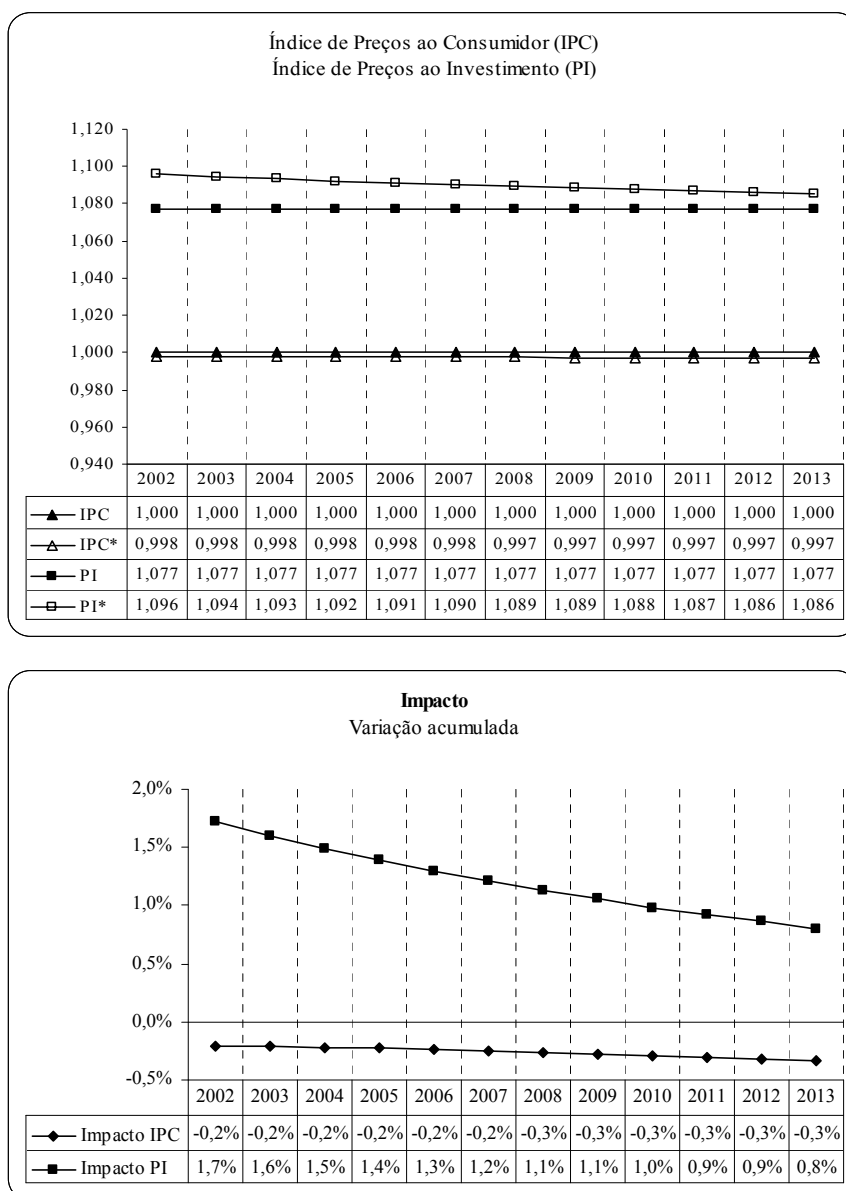 Índice de Preços ao Consumidor (IPC)
Índice de Preços ao Investimento (PI)
1,120
1,100
1,080
1,060
1,040
1,020
1,000
0,980
0,960
0,940
2002 2003 2004 2005 2006 2007 2008 2009 2010 2011 2012 2013
IPC 1,000 1,000 1,000 1,000 1,000 1,000 1,000 1,000 1,000 1,000 1,000 1,000
IPC* 0,998 0,998 0,998 0,998 0,998 0,998 0,997 0,997 0,997 0,997 0,997 0,997
PI 1,077 1,077 1,077 1,077 1,077 1,077 1,077 1,077 1,077 1,077 1,077 1,077
PI* 1,096 1,094 1,093 1,092 1,091 1,090 1,089 1,089 1,088 1,087 1,086 1,086
Impacto
Variação acumulada
2,0%
1,5%
1,0%
0,5%
0,0%
-0,5%
2002 2003 2004 2005 2006 2007 2008 2009 2010 2011 2012 2013
Impacto IPC -0,2% -0,2% -0,2% -0,2% -0,2% -0,2% -0,3% -0,3% -0,3% -0,3% -0,3% -0,3%
Impacto PI 1,7% 1,6% 1,5% 1,4% 1,3% 1,2% 1,1% 1,1% 1,0% 0,9% 0,9% 0,8%